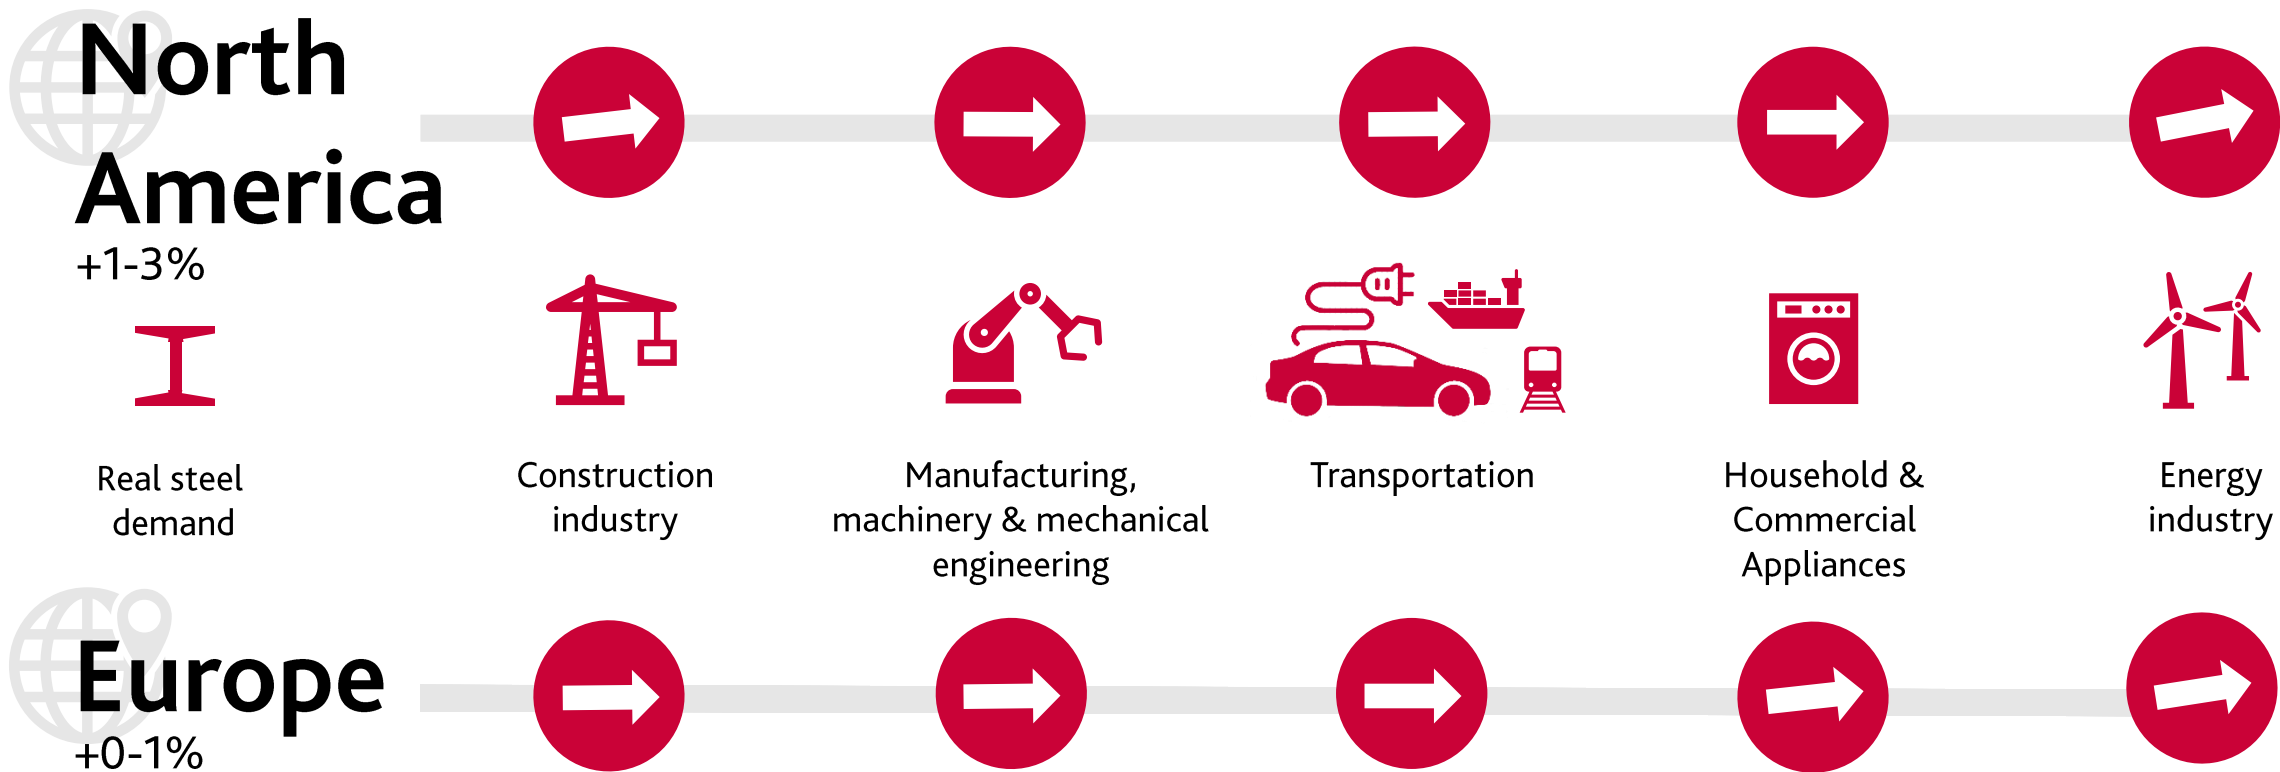 North
America
+1-3%
Real steel
demand
Construction
industry
Manufacturing,
machinery & mechanical
engineering
Transportation
Household &
Commercial
Appliances
Energy
industry
Europe
+0-1%